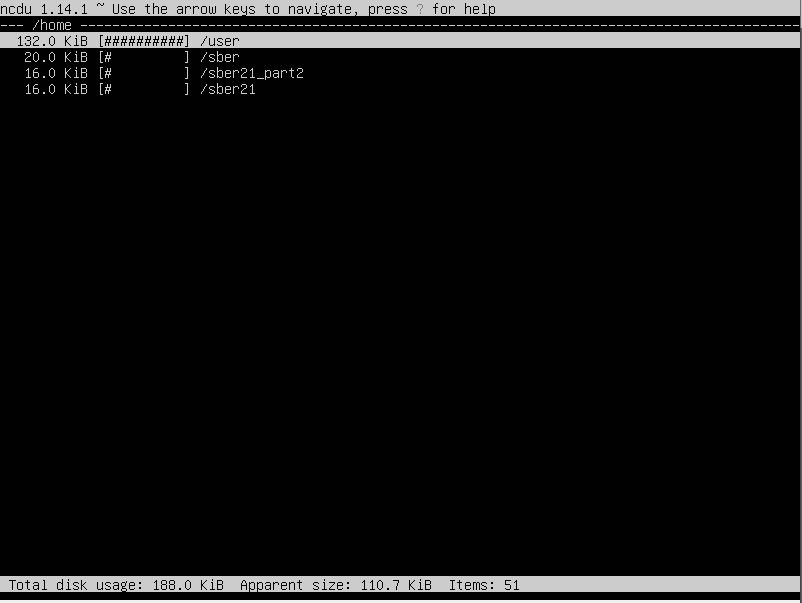 ncdu 1.14.1 ~ Use the arrow keys to navigate, press ? for help
--- /home ------------------------------------------------------------------------------------------
  132.0 KiB [##########] /user
   20.0 KiB [#         ] /sber
   16.0 KiB [#         ] /sber21_part2
   16.0 KiB [#         ] /sber21
 Total disk usage: 188.0 KiB  Apparent size: 110.7 KiB  Items: 51